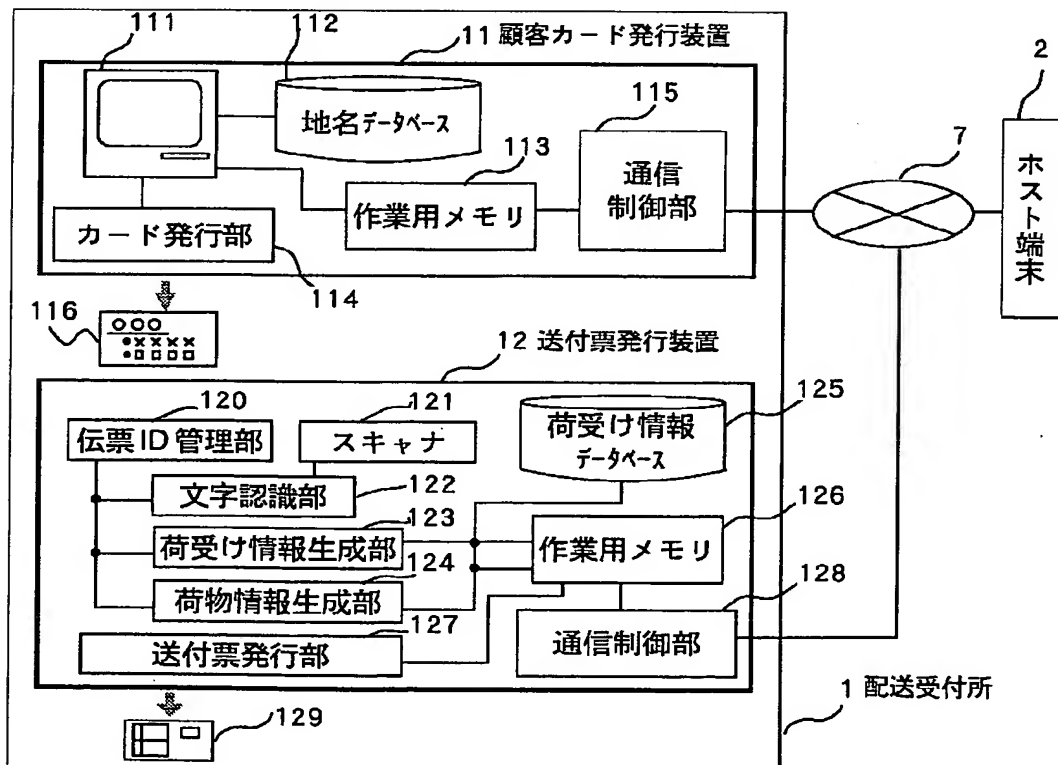 111
112
11 顧客カード発行装置
2
地名データベース
115
113
7
通信
制御部
ホスト端末
作業用メモリ
カード発行部
114
116
12 送付票発行装置
120
121
125
伝票ID管理部
スキャナ
荷受け情報
データベース
文字認識部
122
123
126
荷受け情報生成部
作業用メモリ
124
荷物情報生成部
128
127
送付票発行部
通信制御部
129
1 配送受付所